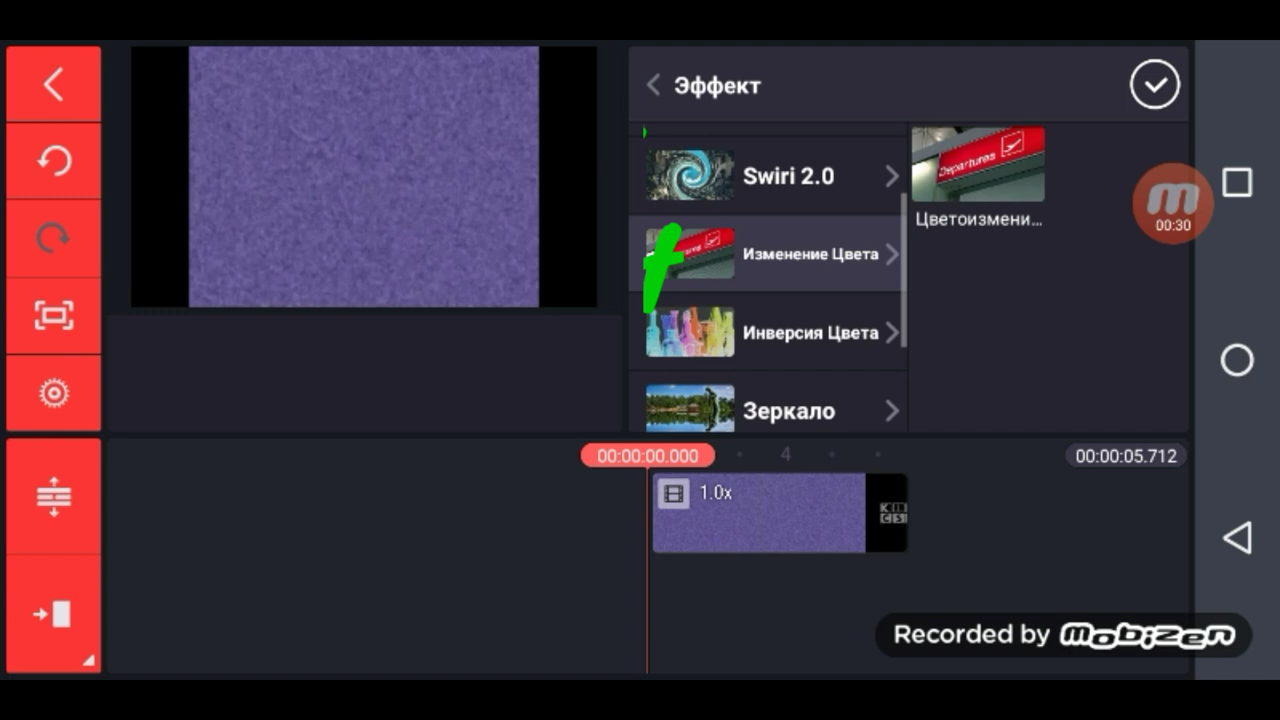 Эффект
Swiri 2.0
Изменение Цвета
Инверсия Цвета
Зеркало
Departures
Цветоизмени...
00:30
00:00:00.000
4
00:00:05.712
1.0x
Recorded by mobizen